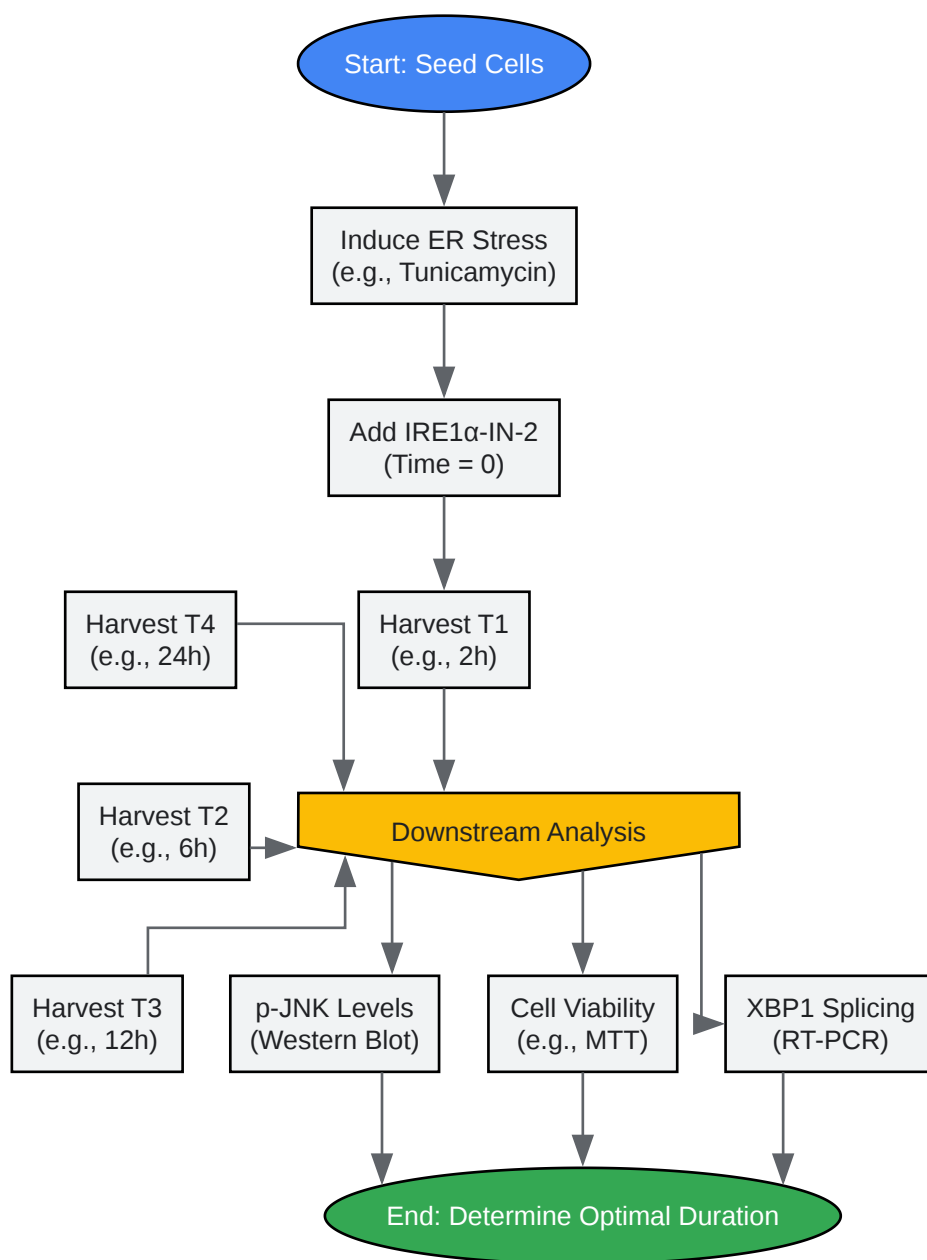 Start: Seed Cells
Induce ER Stress
(e.g., Tunicamycin)
Add IRE1α-IN-2
(Time = 0)
Harvest T4
(e.g., 24h)
Harvest T1
(e.g., 2h)
Harvest T2
(e.g., 6h)
Downstream Analysis
Harvest T3
(e.g., 12h)
p-JNK Levels
(Western Blot)
Cell Viability
(e.g., MTT)
XBP1 Splicing
(RT-PCR)
End: Determine Optimal Duration